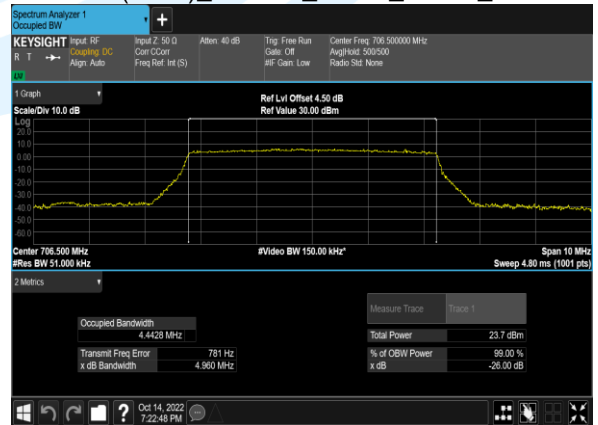 Spectrum Analyzer 1
Occupied BW
KEYSIGHT Input: RF Input Z: 50 Ω Atten: 40 dB Trig: Free Run Center Freq: 706.500000 MHz
R T Coupling: DC Corr CCorr Gate: Off Avg|Hold: 500/500
Align: Auto Freq Ref: Int (S) #IF Gain: Low Radio Std: None
LU
1 Graph
Scale/Div 10.0 dB Ref Lvl Offset 4.50 dB
Ref Value 30.00 dBm
Log
20.0
10.0
0.00
-10.0
-20.0
-30.0
-40.0
-50.0
-60.0
Center 706.500 MHz #Video BW 150.00 kHz* Span 10 MHz
#Res BW 51.000 kHz Sweep 4.80 ms (1001 pts)
2 Metrics
Measure Trace Trace 1
Occupied Bandwidth
4.4428 MHz Total Power 23.7 dBm
Transmit Freq Error 781 Hz % of OBW Power 99.00 %
x dB Bandwidth 4.960 MHz x dB -26.00 dB
? Oct 14, 2022
7:22:48 PM